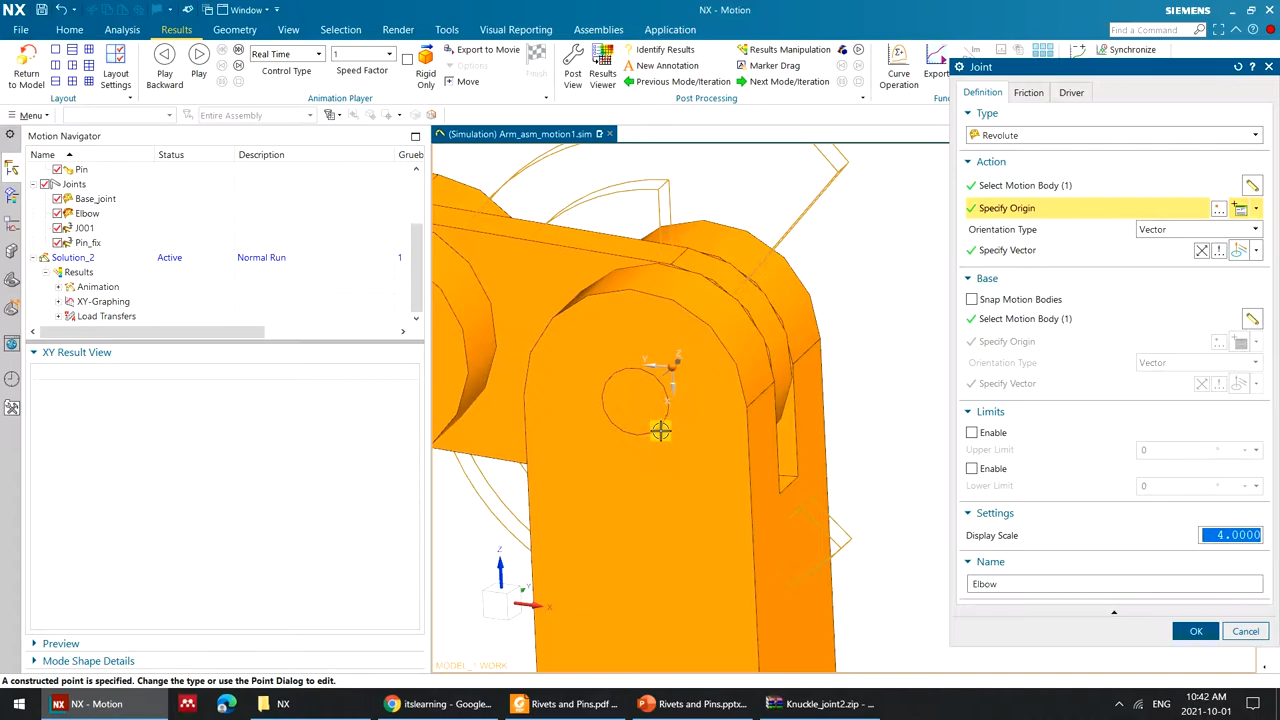 NX
Window
NX - Motion
SIEMENS
File Home Analysis Results Geometry View Selection Render Tools Visual Reporting Assemblies Application
Find a Command
Return to Model
Layout Settings
Layout
Play Backward
Play
Real Time
Control Type
1
Speed Factor
Animation Player
Rigid Only
Export to Movie
Options
Move
Finish
Post View
Results Viewer
Identify Results
New Annotation
Previous Mode/Iteration
Results Manipulation
Marker Drag
Next Mode/Iteration
Post Processing
Curve Operation
Export
Synchronize
Menu
Entire Assembly
Motion Navigator
Name Status Description Grueb
Pin
Joints
Base_joint
Elbow
J001
Pin_fix
Solution_2 Active Normal Run 1
Results
Animation
XY-Graphing
Load Transfers
XY Result View
Preview
Mode Shape Details
(Simulation) Arm_asm_motion1.sim
Z
Y
X
Z
Y
X
MODEL_1 WORK
Joint
Definition Friction Driver
Type
Revolute
Action
Select Motion Body (1)
Specify Origin
Orientation Type Vector
Specify Vector
Base
Snap Motion Bodies
Select Motion Body (1)
Specify Origin
Orientation Type Vector
Specify Vector
Limits
Enable
Upper Limit 0 °
Enable
Lower Limit 0 °
Settings
Display Scale 4.0000
Name
Elbow
OK Cancel
A constructed point is specified. Change the type or use the Point Dialog to edit.
NX - Motion
NX
itslearning - Google...
Rivets and Pins.pdf ...
Rivets and Pins.pptx...
Knuckle_joint2.zip - ...
ENG
10:42 AM
2021-10-01